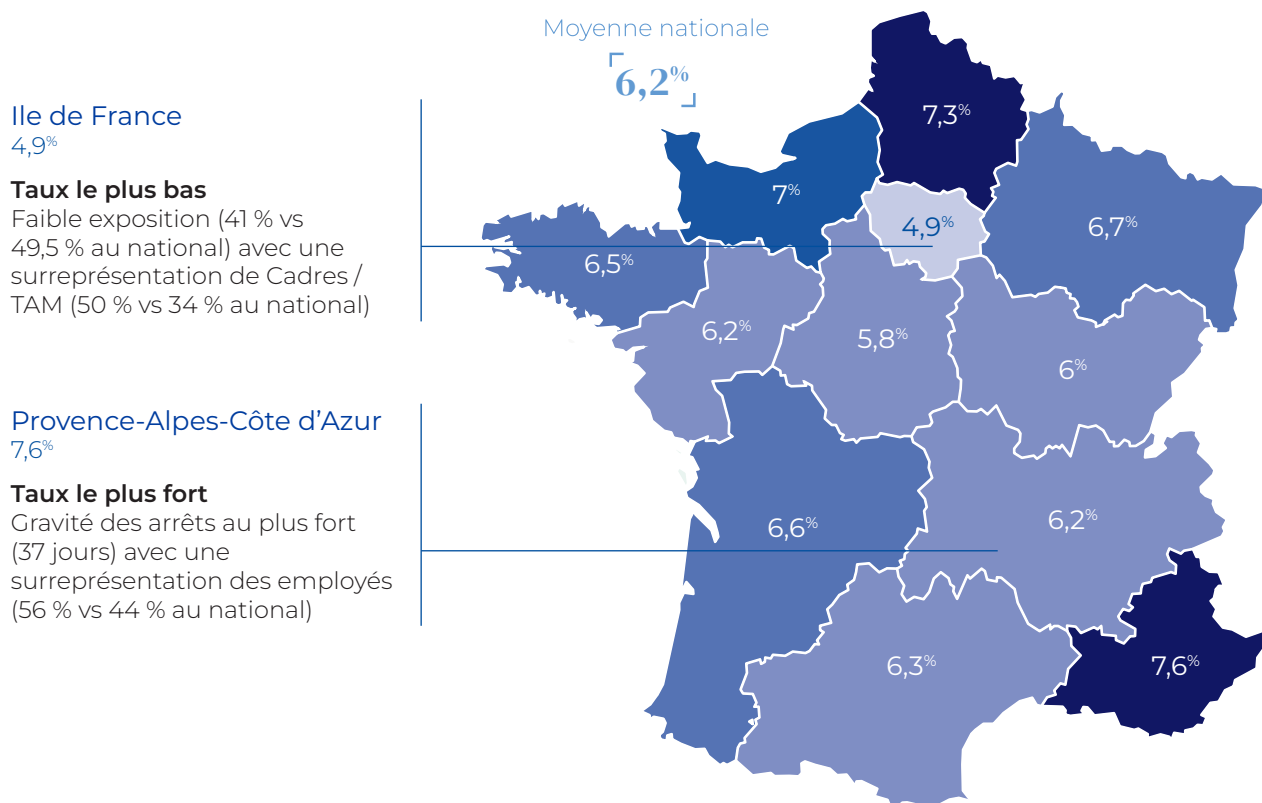 Moyenne nationale
6,2%
Ile de France
4,9%
Taux le plus bas
Faible exposition (41 % vs
49,5 % au national) avec une
surreprésentation de Cadres /
TAM (50 % vs 34 % au national)
Provence-Alpes-Côte d’Azur
7,6%
Taux le plus fort
Gravité des arrêts au plus fort
(37 jours) avec une
surreprésentation des employés
(56 % vs 44 % au national)
7,3%
7%
4,9%
6,7%
6,5%
6,2%
5,8%
6%
6,6%
6,2%
6,3%
7,6%